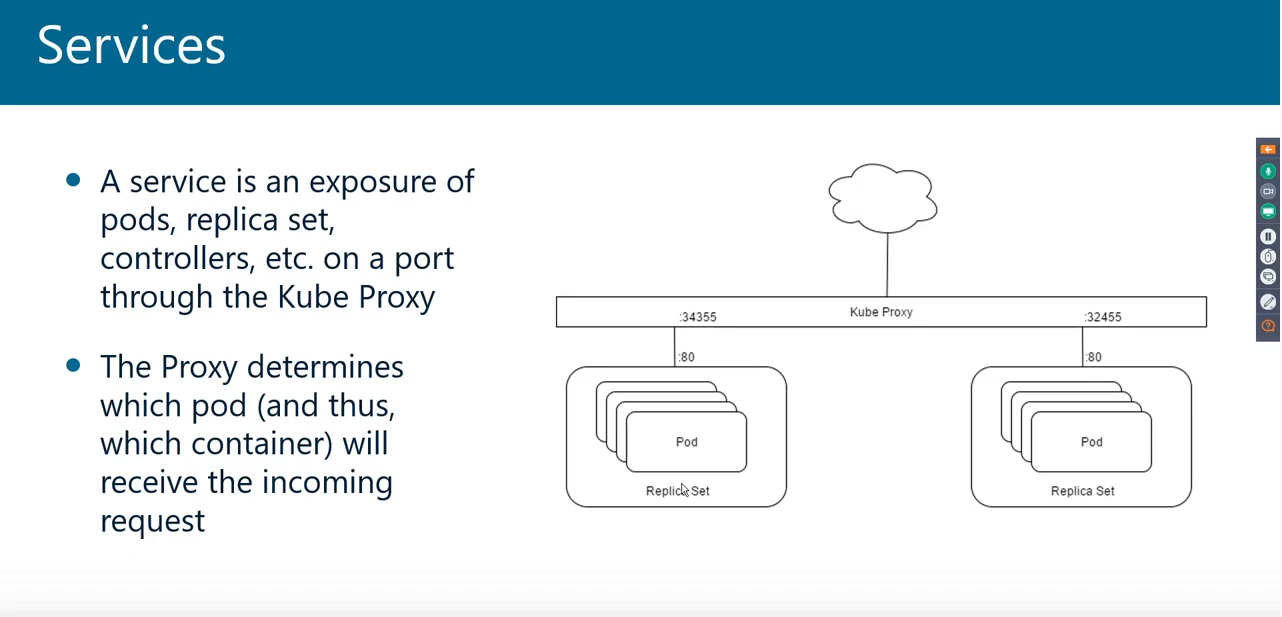 Services
A service is an exposure of
pods, replica set,
controllers, etc. on a port
through the Kube Proxy
The Proxy determines
which pod (and thus,
which container) will
receive the incoming
request
Kube Proxy
:34355
:32455
:80
:80
Pod
Pod
Replica Set
Replica Set